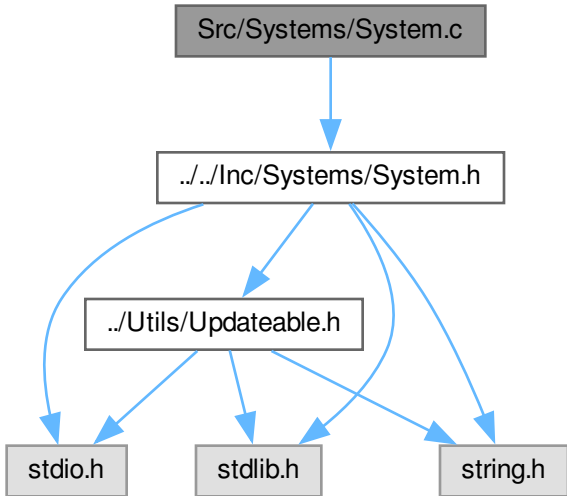 Src/Systems/System.c
../../Inc/Systems/System.h
../Utils/Updateable.h
stdio.h
stdlib.h
string.h